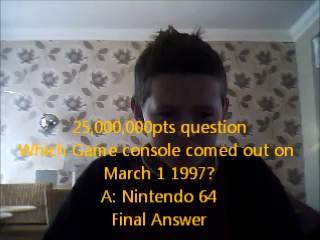 25,000,000pts question
Which Game console comed out on
March 1 1997?
A: Nintendo 64
Final Answer